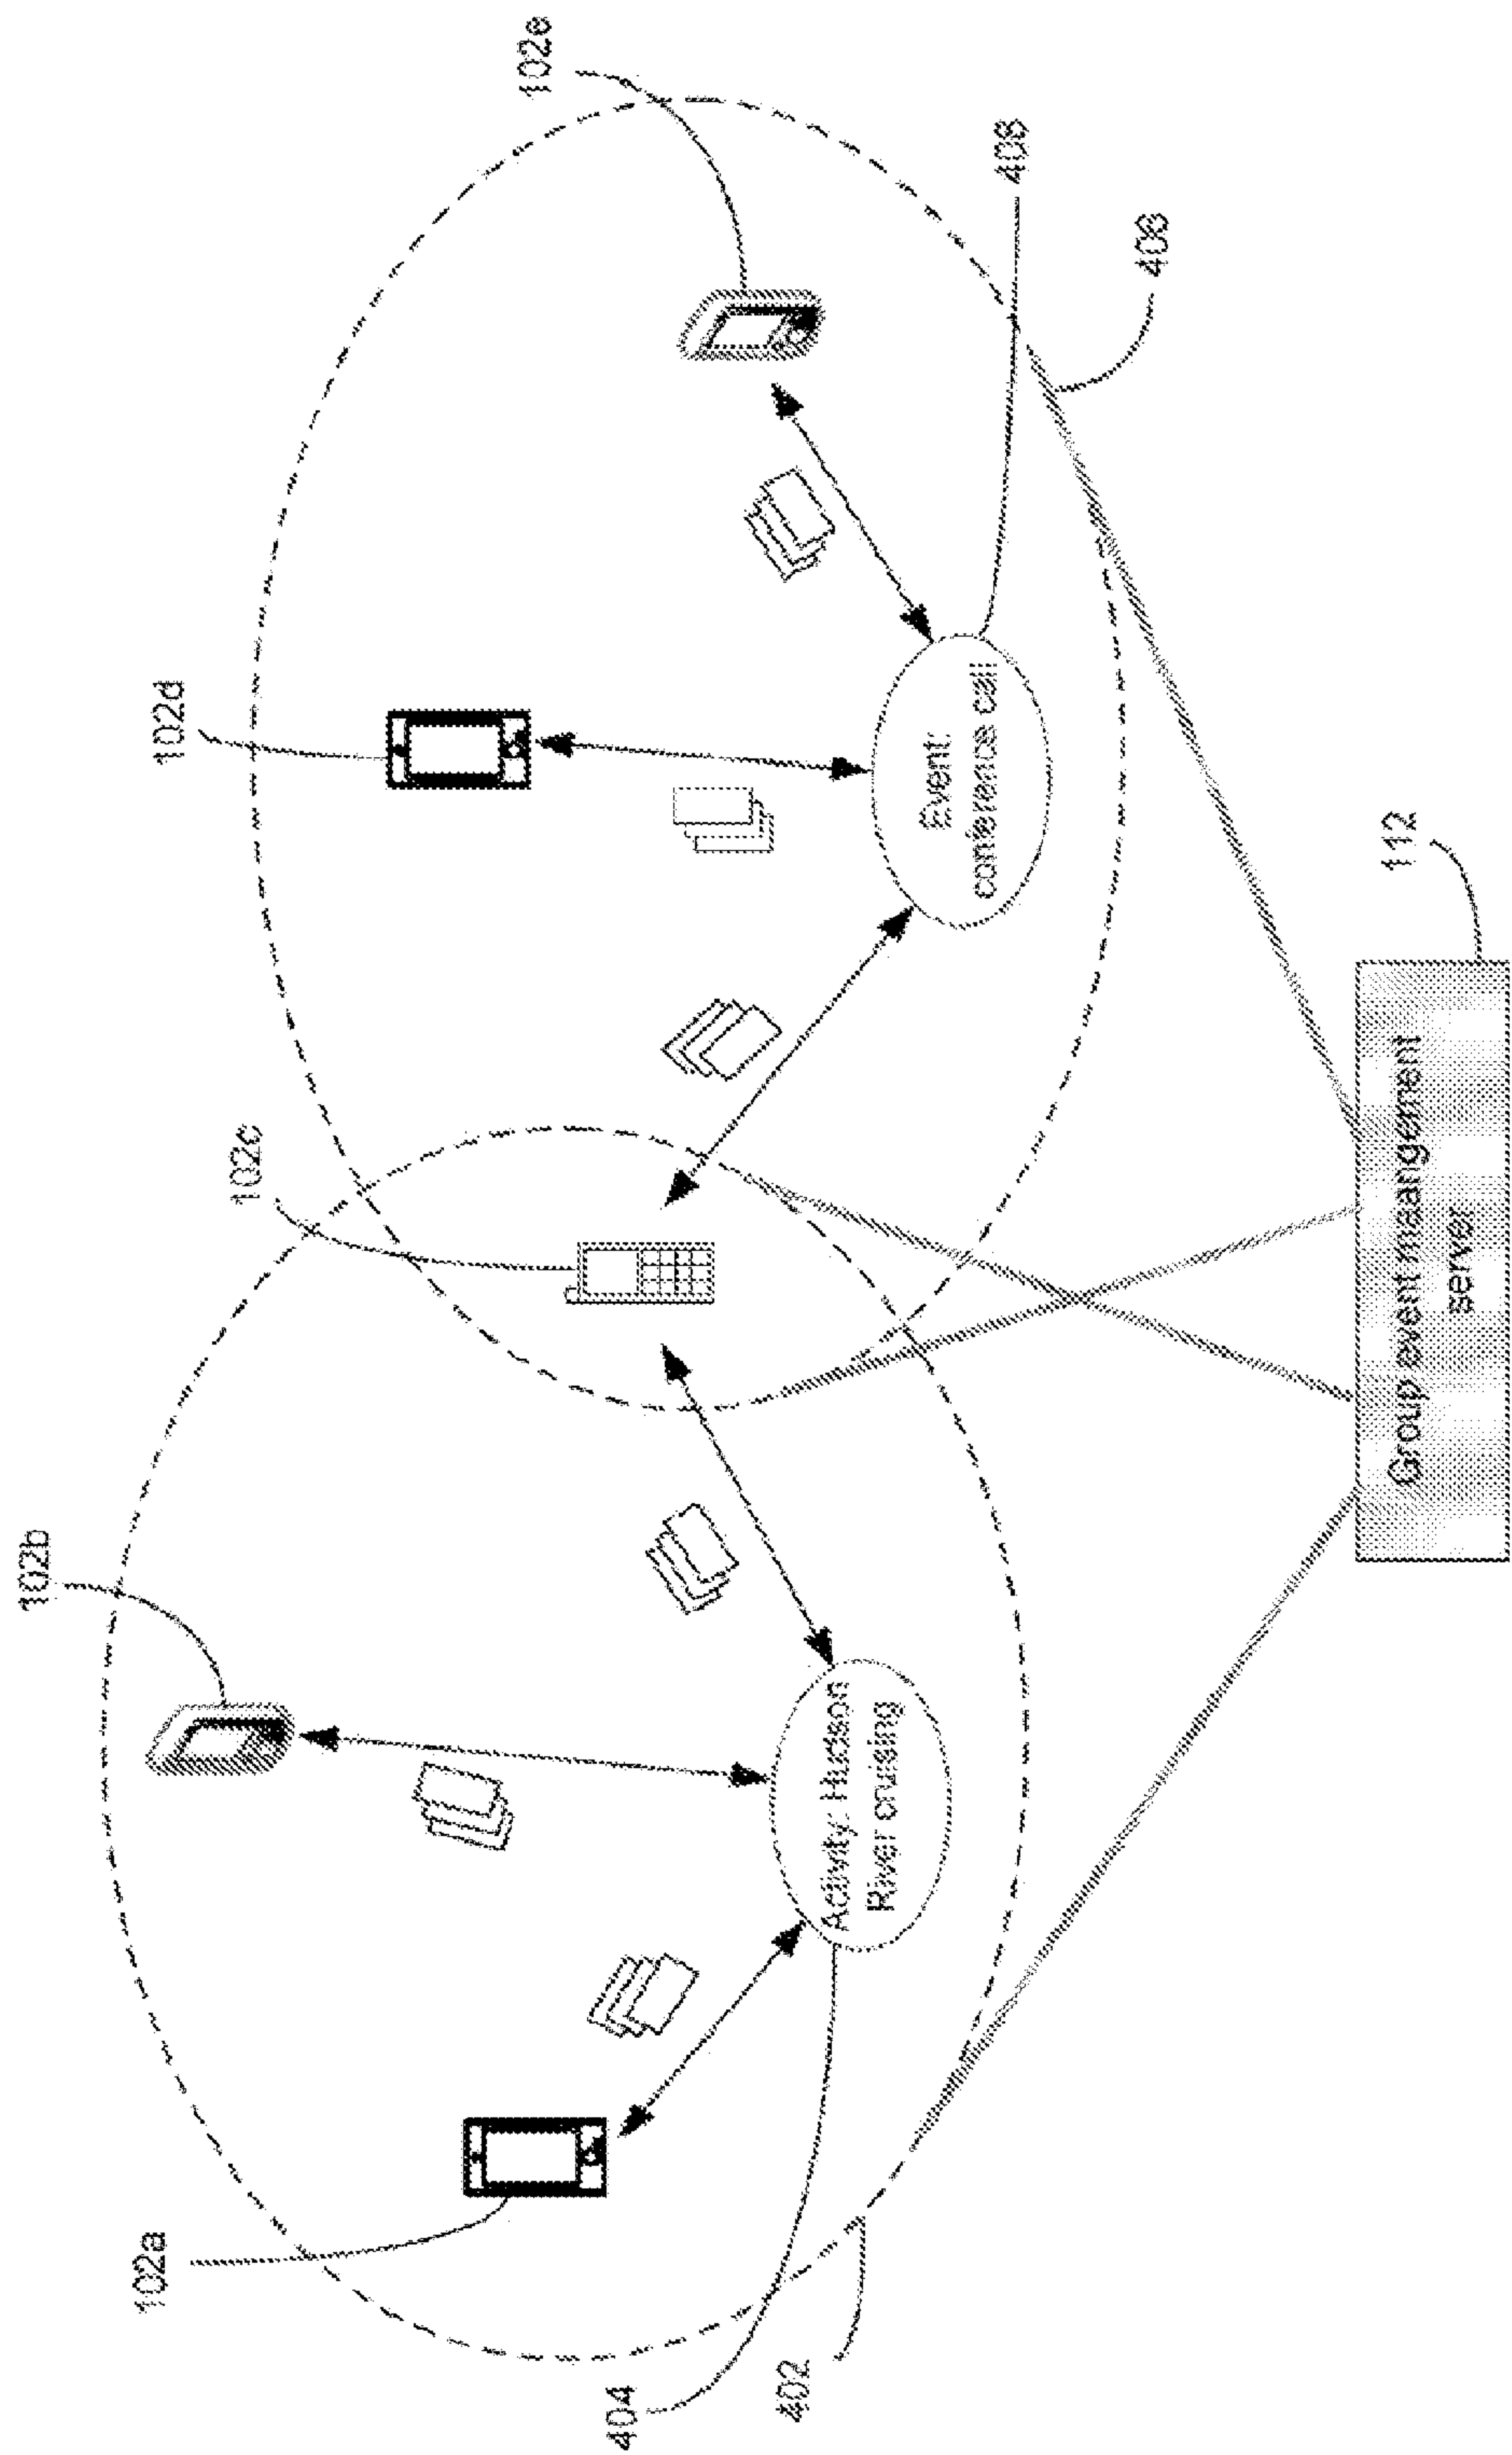 102b
102a
102c
102d
102e
Activity: Hudson
River cruising
Event:
conference call
404
402
408
406
Group event maangement
server
112